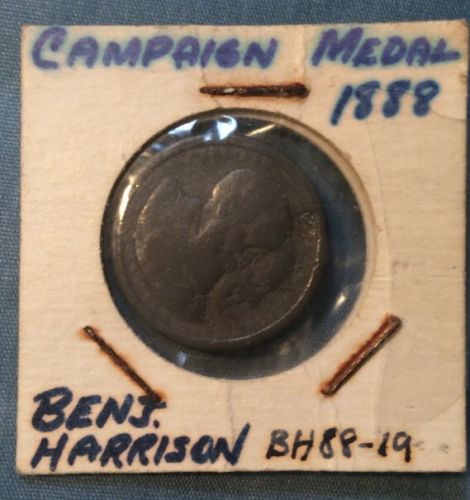 CAMPAIGN MEDAL
1888
BENJ.
HARRISON BH88-19